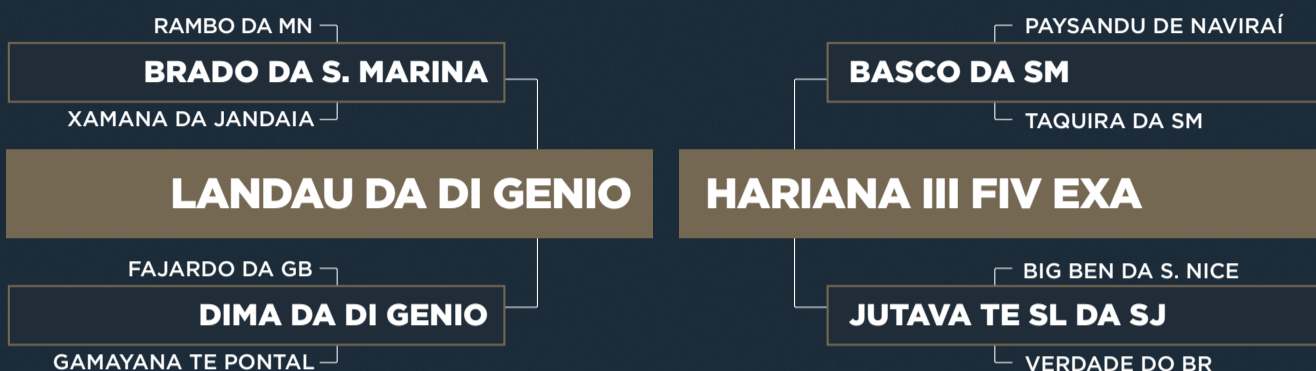 RAMBO DA MN
BRADO DA S. MARINA
XAMANA DA JANDAIA
LANDAU DA DI GENIO
FAJARDO DA GB
DIMA DA DI GENIO
GAMAYANA TE PONTAL
PAYSANDU DE NAVIRAÍ
BASCO DA SM
TAQUIRA DA SM
HARIANA III FIV EXA
BIG BEN DA S. NICE
JUTAVA TE SL DA SJ
VERDADE DO BR